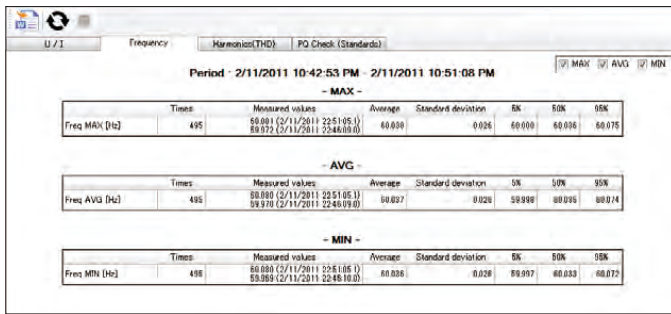 U / I Frequency Harmonics(THD) PQ Check (Standards)
MAX AVG MIN
Period : 2/11/2011 10:42:53 PM - 2/11/2011 10:51:08 PM
- MAX -
Times Measured values Average Standard deviation 5% 50% 95%
Freq MAX [Hz] 495 60.081 (2/11/2011 22:51:05.1) 60.038 0.026 60.000 60.036 60.075
59.972 (2/11/2011 22:46:09.0)
- AVG -
Times Measured values Average Standard deviation 5% 50% 95%
Freq AVG [Hz] 495 60.080 (2/11/2011 22:51:05.1) 60.037 0.026 59.998 60.035 60.074
59.970 (2/11/2011 22:46:09.0)
- MIN -
Times Measured values Average Standard deviation 5% 50% 95%
Freq MIN [Hz] 495 60.080 (2/11/2011 22:51:05.1) 60.036 0.026 59.997 60.033 60.072
59.969 (2/11/2011 22:46:10.0)